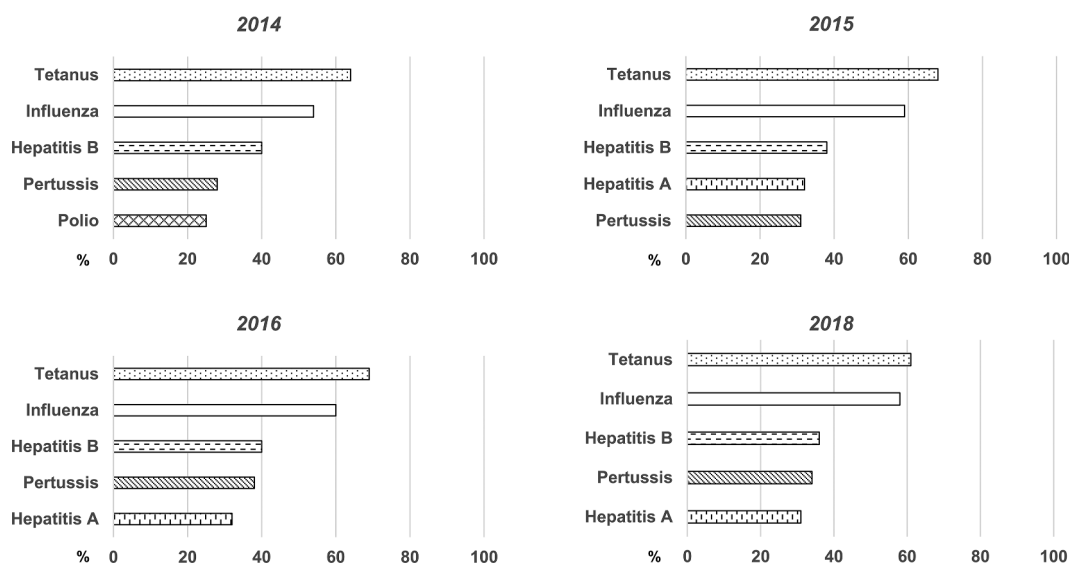 2014
Tetanus
Influenza
Hepatitis B
Pertussis
Polio
% 0 20 40 60 80 100
2015
Tetanus
Influenza
Hepatitis B
Hepatitis A
Pertussis
% 0 20 40 60 80 100
2016
Tetanus
Influenza
Hepatitis B
Pertussis
Hepatitis A
% 0 20 40 60 80 100
2018
Tetanus
Influenza
Hepatitis B
Pertussis
Hepatitis A
% 0 20 40 60 80 100